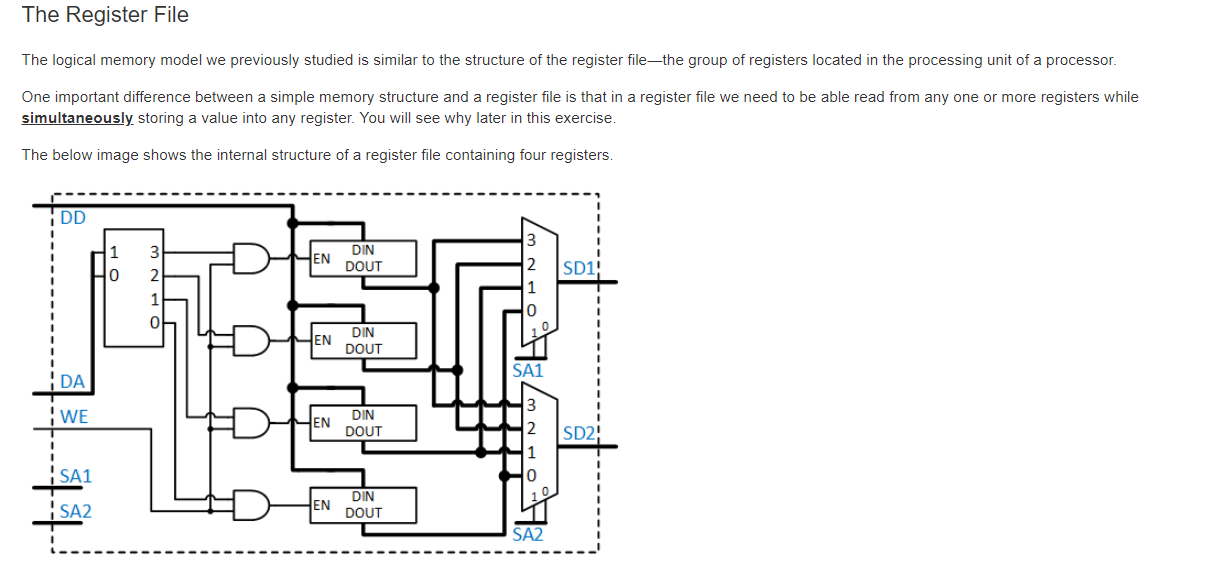 The Register File
The logical memory model we previously studied is similar to the structure of the register file—the group of registers located in the processing unit of a processor.
One important difference between a simple memory structure and a register file is that in a register file we need to be able read from any one or more registers while
simultaneously storing a value into any register. You will see why later in this exercise.
The below image shows the internal structure of a register file containing four registers.
DD
1 3
0 2
1
0
DA
WE
SA1
SA2
EN DIN
DOUT
EN DIN
DOUT
EN DIN
DOUT
EN DIN
DOUT
3
2
1
0
1 0
SA1
SD1
3
2
1
0
1 0
SA2
SD2